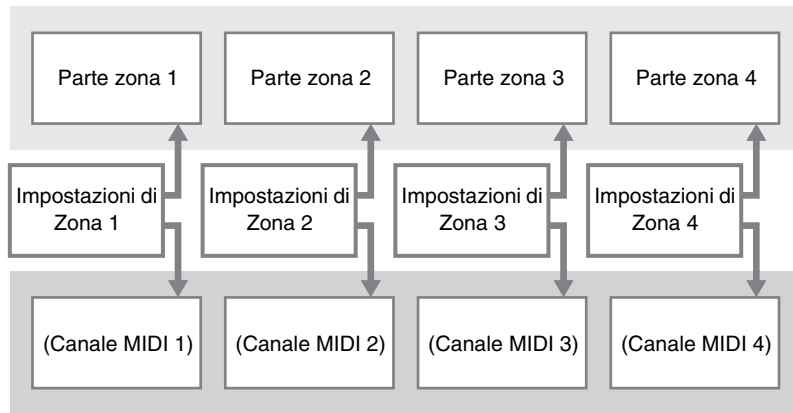 Parte zona 1
Parte zona 2
Parte zona 3
Parte zona 4
Impostazioni di
Zona 1
Impostazioni di
Zona 2
Impostazioni di
Zona 3
Impostazioni di
Zona 4
(Canale MIDI 1)
(Canale MIDI 2)
(Canale MIDI 3)
(Canale MIDI 4)